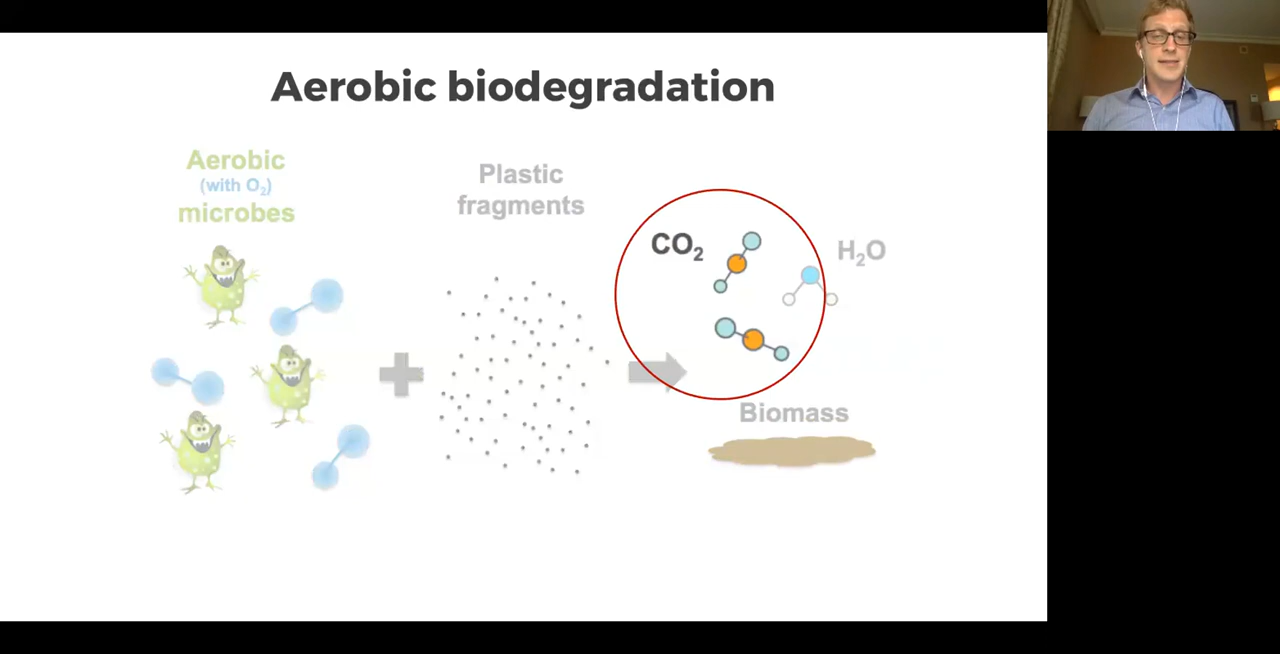 Aerobic biodegradation
Aerobic
(with O₂)
microbes
Plastic
fragments
CO₂
H₂O
Biomass